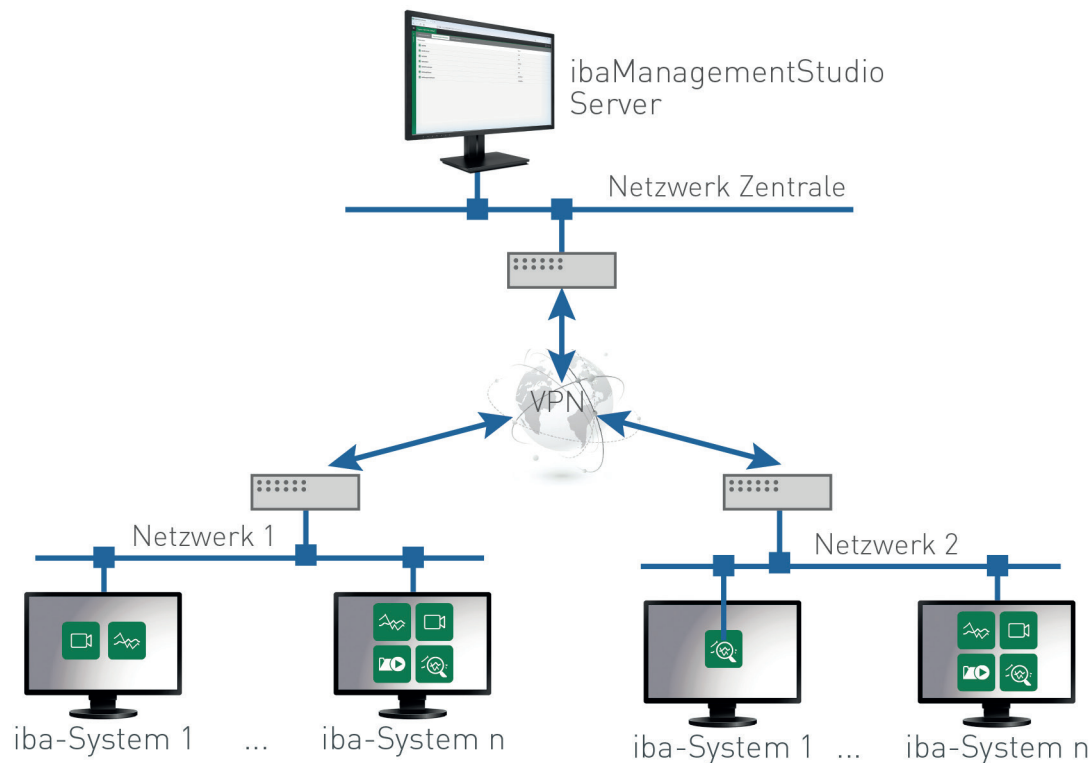 ibaManagementStudio
Server
Netzwerk Zentrale
VPN
Netzwerk 1
Netzwerk 2
iba-System 1 ... iba-System n
iba-System 1 ... iba-System n